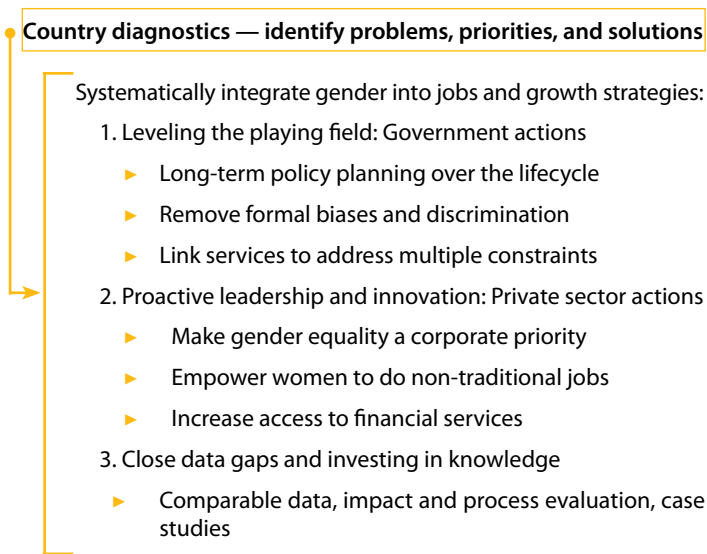 Country diagnostics — identify problems, priorities, and solutions
Systematically integrate gender into jobs and growth strategies:
1. Leveling the playing field: Government actions
► Long-term policy planning over the lifecycle
► Remove formal biases and discrimination
► Link services to address multiple constraints
2. Proactive leadership and innovation: Private sector actions
► Make gender equality a corporate priority
► Empower women to do non-traditional jobs
► Increase access to financial services
3. Close data gaps and investing in knowledge
► Comparable data, impact and process evaluation, case
studies